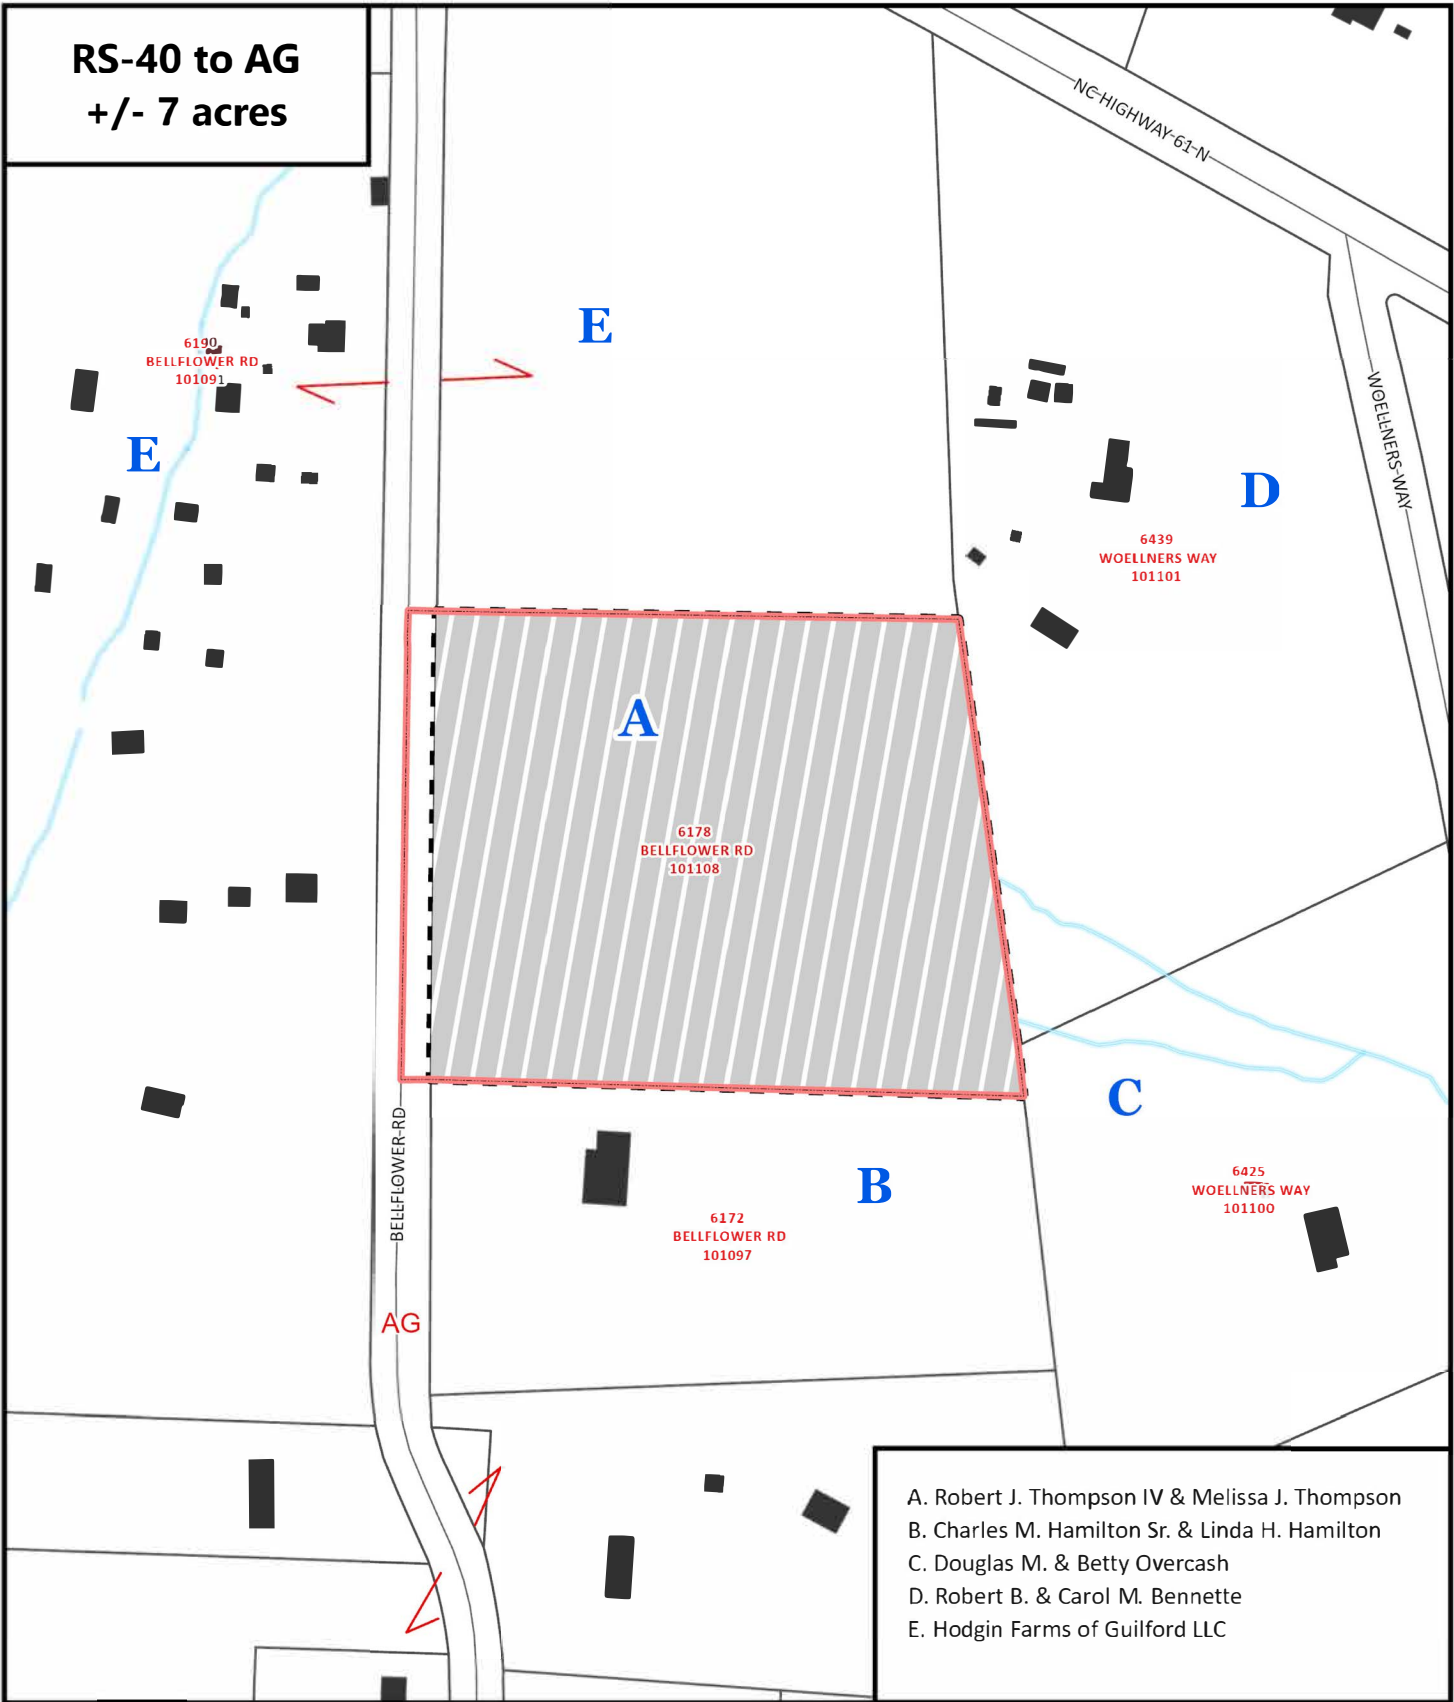 RS-40 to AG
+/- 7 acres
NC HIGHWAY 61 N
E
6190
BELLFLOWER RD
101091
E
WOELLNERS WAY
D
6439
WOELLNERS WAY
101101
A
6178
BELLFLOWER RD
101108
C
BELLFLOWER RD
B
6425
WOELLNERS WAY
101100
6172
BELLFLOWER RD
101097
AG
A. Robert J. Thompson IV & Melissa J. Thompson
B. Charles M. Hamilton Sr. & Linda H. Hamilton
C. Douglas M. & Betty Overcash
D. Robert B. & Carol M. Bennette
E. Hodgin Farms of Guilford LLC